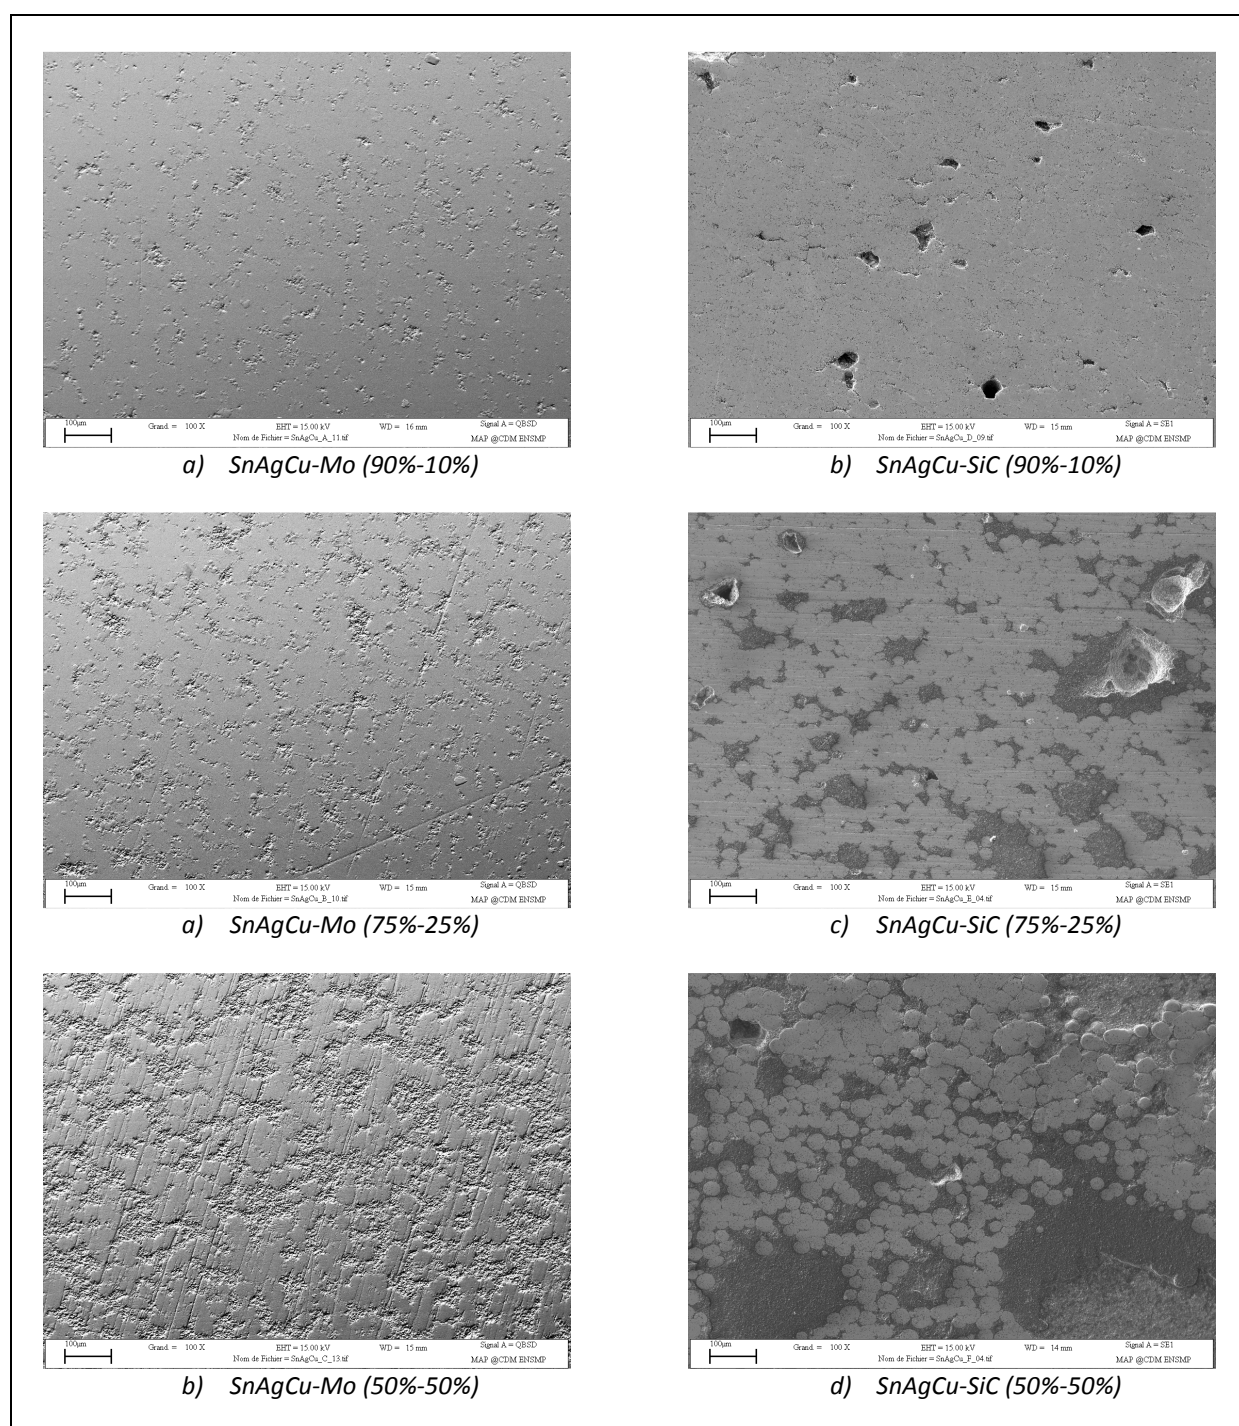 100µm Grand. = 100 X EHT = 15.00 kV WD = 16 mm Signal A = QBSD
Nom de Fichier = SnAgCu_A_11.tif MAP @CDM ENSMP
a) SnAgCu-Mo (90%-10%)
100µm Grand. = 100 X EHT = 15.00 kV WD = 15 mm Signal A = SE1
Nom de Fichier = SnAgCu_D_09.tif MAP @CDM ENSMP
b) SnAgCu-SiC (90%-10%)
100µm Grand. = 100 X EHT = 15.00 kV WD = 15 mm Signal A = QBSD
Nom de Fichier = SnAgCu_B_10.tif MAP @CDM ENSMP
a) SnAgCu-Mo (75%-25%)
100µm Grand. = 100 X EHT = 15.00 kV WD = 15 mm Signal A = SE1
Nom de Fichier = SnAgCu_E_04.tif MAP @CDM ENSMP
c) SnAgCu-SiC (75%-25%)
100µm Grand. = 100 X EHT = 15.00 kV WD = 15 mm Signal A = QBSD
Nom de Fichier = SnAgCu_C_13.tif MAP @CDM ENSMP
b) SnAgCu-Mo (50%-50%)
100µm Grand. = 100 X EHT = 15.00 kV WD = 14 mm Signal A = SE1
Nom de Fichier = SnAgCu_F_04.tif MAP @CDM ENSMP
d) SnAgCu-SiC (50%-50%)